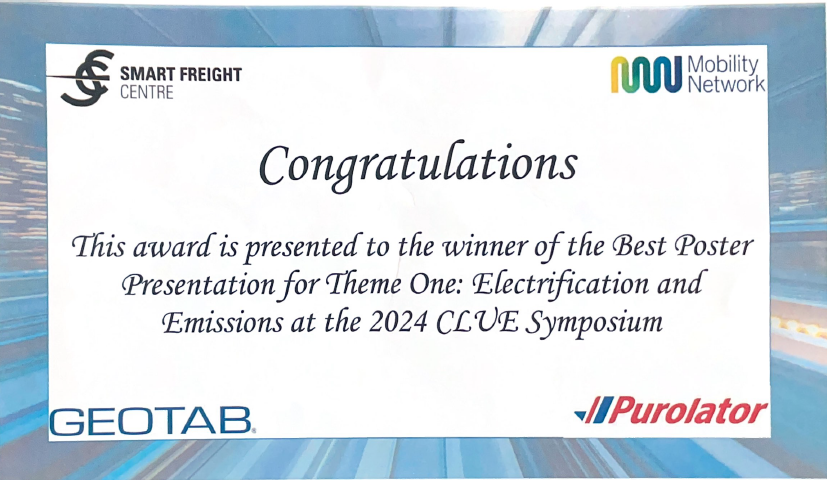 SMART FREIGHT
CENTRE
Mobility
Network
Congratulations
This award is presented to the winner of the Best Poster
Presentation for Theme One: Electrification and
Emissions at the 2024 CLUE Symposium
GEOTAB®
Purolator